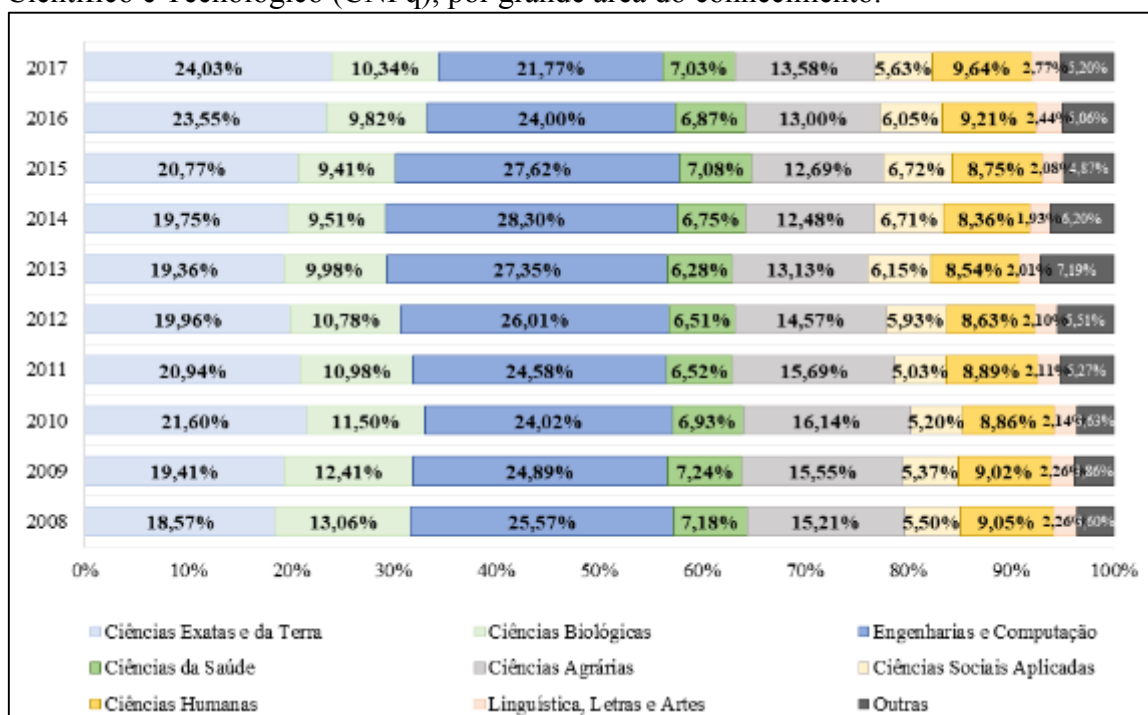 Científico e Tecnológico (CNPq), por grande área do conhecimento.
2017 24,03% 10,34% 21,77% 7,03% 13,58% 5,63% 9,64% 2,77% 5,20%
2016 23,55% 9,82% 24,00% 6,87% 13,00% 6,05% 9,21% 2,44%
2015 20,77% 9,41% 27,62% 7,08% 12,69% 6,72% 8,75% 2,08% 4,87%
2014 19,75% 9,51% 28,30% 6,75% 12,48% 6,71% 8,36% 1,93% 6,20%
2013 19,36% 9,98% 27,35% 6,28% 13,13% 6,15% 8,54% 2,01% 7,19%
2012 19,96% 10,78% 26,01% 6,51% 14,57% 5,93% 8,63% 2,10% 5,51%
2011 20,94% 10,98% 24,58% 6,52% 15,69% 5,03% 8,89% 2,11%
2010 21,60% 11,50% 24,02% 6,93% 16,14% 5,20% 8,86% 2,14%
2009 19,41% 12,41% 24,89% 7,24% 15,55% 5,37% 9,02% 2,26%
2008 18,57% 13,06% 25,57% 7,18% 15,21% 5,50% 9,05% 2,26%
0% 10% 20% 30% 40% 50% 60% 70% 80% 90% 100%
Ciências Exatas e da Terra Ciências Biológicas Engenharias e Computação
Ciências da Saúde Ciências Agrárias Ciências Sociais Aplicadas
Ciências Humanas Linguística, Letras e Artes Outras